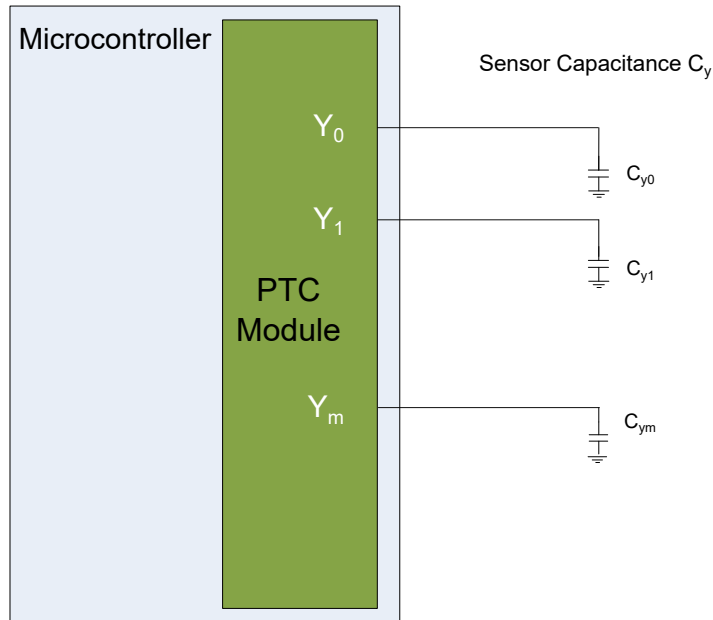 Microcontroller
Sensor Capacitance Cy
Y0
Cy0
Y1
Cy1
PTC
Module
Ym
Cym